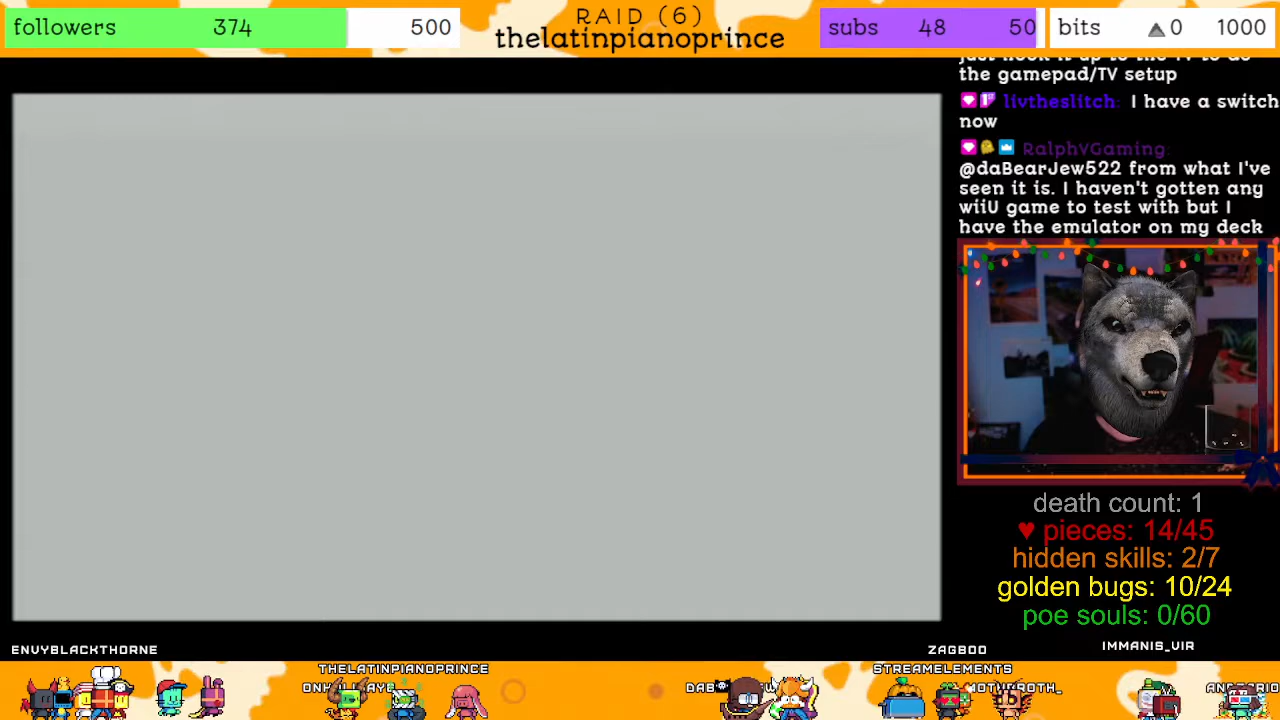 followers 374 500
RAID (6)
thelatinpianoprince
subs 48 50
bits 0 1000
the gamepad/TV setup
livtheslitch: I have a switch
now
RalphVGaming:
@daBearJew522 from what I've
seen it is. I haven't gotten any
wiiU game to test with but I
have the emulator on my deck
death count: 1
♥ pieces: 14/45
hidden skills: 2/7
golden bugs: 10/24
poe souls: 0/60
ENVYBLACKTHORNE
ZAGBOO
IMMANIS_VIR
THELATINPIANOPRINCE
STREAMELEMENTS